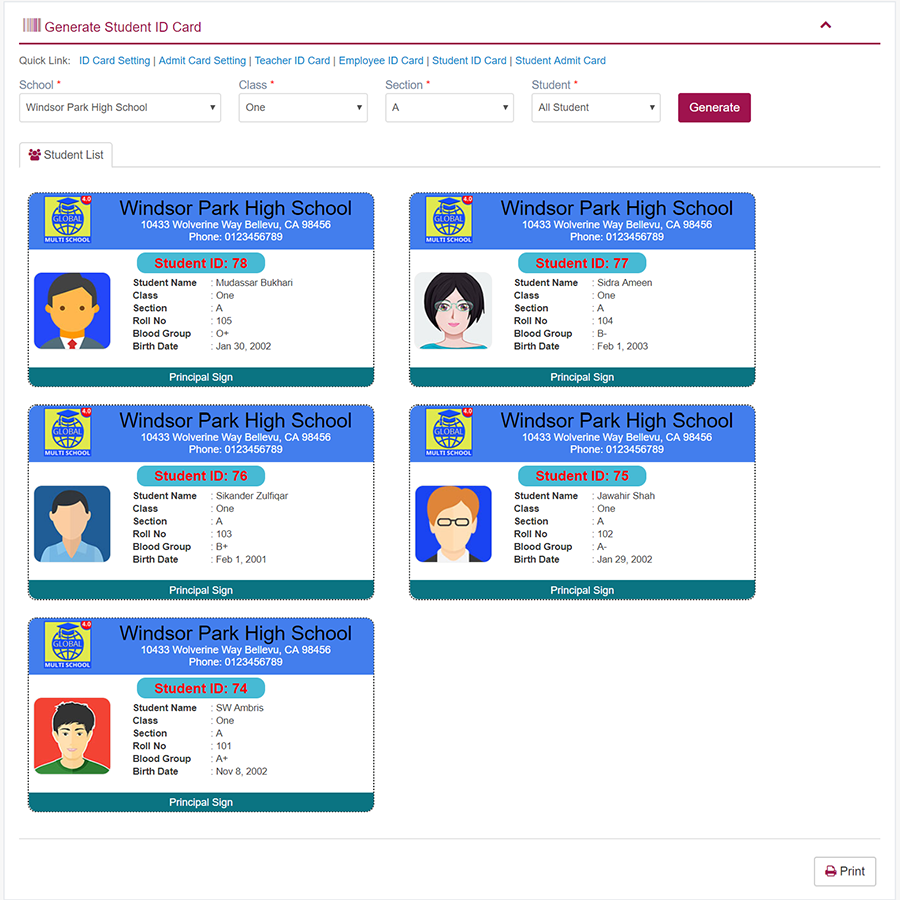 Generate Student ID Card
Quick Link: ID Card Setting | Admit Card Setting | Teacher ID Card | Employee ID Card | Student ID Card | Student Admit Card
School * Class * Section * Student *
Windsor Park High School One A All Student Generate
Student List
4.0
GLOBAL
MULTI SCHOOL
Windsor Park High School
10433 Wolverine Way Bellevu, CA 98456
Phone: 0123456789
Student ID: 78
Student Name : Mudassar Bukhari
Class : One
Section : A
Roll No : 105
Blood Group : O+
Birth Date : Jan 30, 2002
Principal Sign
4.0
GLOBAL
MULTI SCHOOL
Windsor Park High School
10433 Wolverine Way Bellevu, CA 98456
Phone: 0123456789
Student ID: 77
Student Name : Sidra Ameen
Class : One
Section : A
Roll No : 104
Blood Group : B-
Birth Date : Feb 1, 2003
Principal Sign
4.0
GLOBAL
MULTI SCHOOL
Windsor Park High School
10433 Wolverine Way Bellevu, CA 98456
Phone: 0123456789
Student ID: 76
Student Name : Sikander Zulfiqar
Class : One
Section : A
Roll No : 103
Blood Group : B+
Birth Date : Feb 1, 2001
Principal Sign
4.0
GLOBAL
MULTI SCHOOL
Windsor Park High School
10433 Wolverine Way Bellevu, CA 98456
Phone: 0123456789
Student ID: 75
Student Name : Jawahir Shah
Class : One
Section : A
Roll No : 102
Blood Group : A-
Birth Date : Jan 29, 2002
Principal Sign
4.0
GLOBAL
MULTI SCHOOL
Windsor Park High School
10433 Wolverine Way Bellevu, CA 98456
Phone: 0123456789
Student ID: 74
Student Name : SW Ambris
Class : One
Section : A
Roll No : 101
Blood Group : A+
Birth Date : Nov 8, 2002
Principal Sign
Print